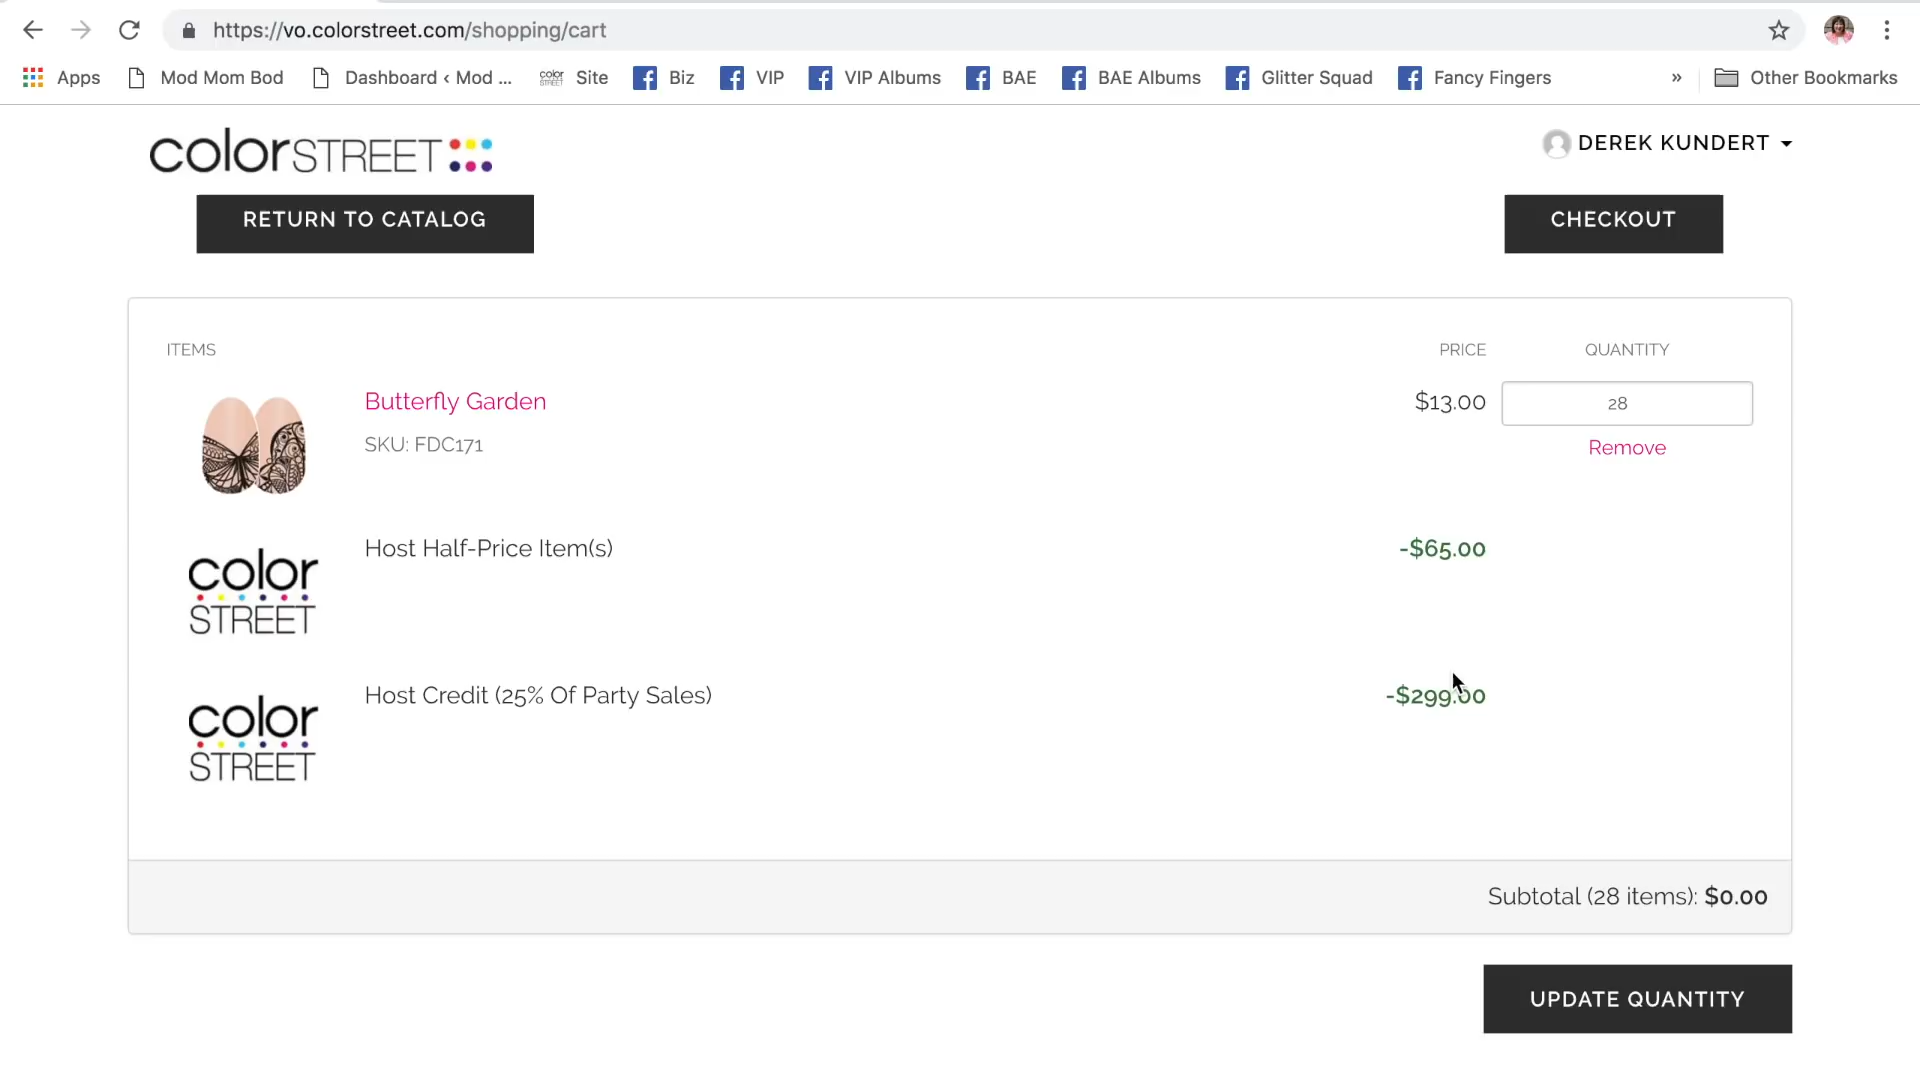 https://vo.colorstreet.com/shopping/cart
Apps Mod Mom Bod Dashboard ‹ Mod ... color STREET Site Biz VIP VIP Albums BAE BAE Albums Glitter Squad Fancy Fingers » Other Bookmarks
colorSTREET
DEREK KUNDERT
RETURN TO CATALOG
CHECKOUT
ITEMS PRICE QUANTITY
Butterfly Garden $13.00 28
SKU: FDC171 Remove
Host Half-Price Item(s) -$65.00
color
STREET
Host Credit (25% Of Party Sales) -$299.00
color
STREET
Subtotal (28 items): $0.00
UPDATE QUANTITY